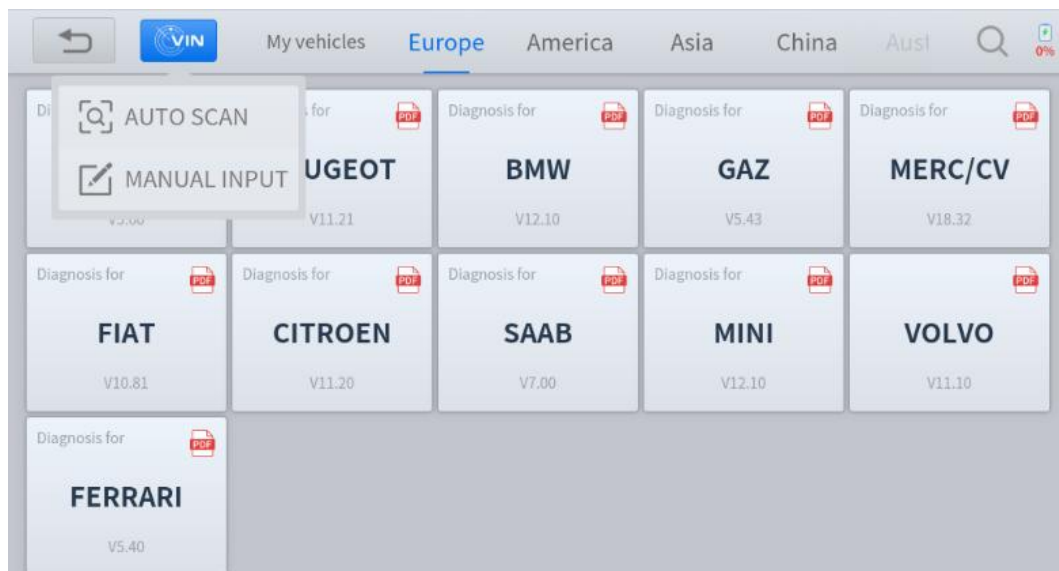 VIN
My vehicles
Europe
America
Asia
China
0%
AUTO SCAN
MANUAL INPUT
for
PDF
UGEOT
V11.21
Diagnosis for
PDF
BMW
V12.10
Diagnosis for
PDF
GAZ
V5.43
Diagnosis for
PDF
MERC/CV
V18.32
Diagnosis for
PDF
FIAT
V10.81
Diagnosis for
PDF
CITROEN
V11.20
Diagnosis for
PDF
SAAB
V7.00
Diagnosis for
PDF
MINI
V12.10
PDF
VOLVO
V11.10
Diagnosis for
PDF
FERRARI
V5.40